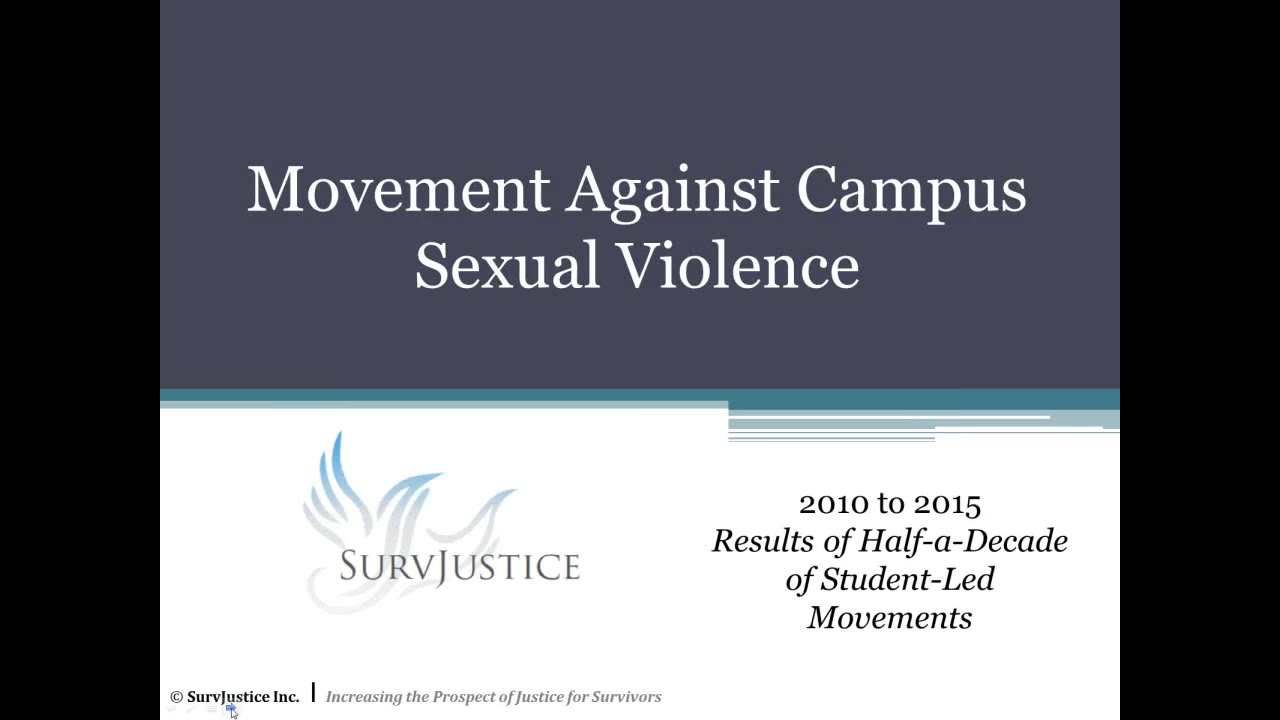 Movement Against Campus
Sexual Violence
SURVJUSTICE
2010 to 2015
Results of Half-a-Decade
of Student-Led
Movements
© SurvJustice Inc. | Increasing the Prospect of Justice for Survivors